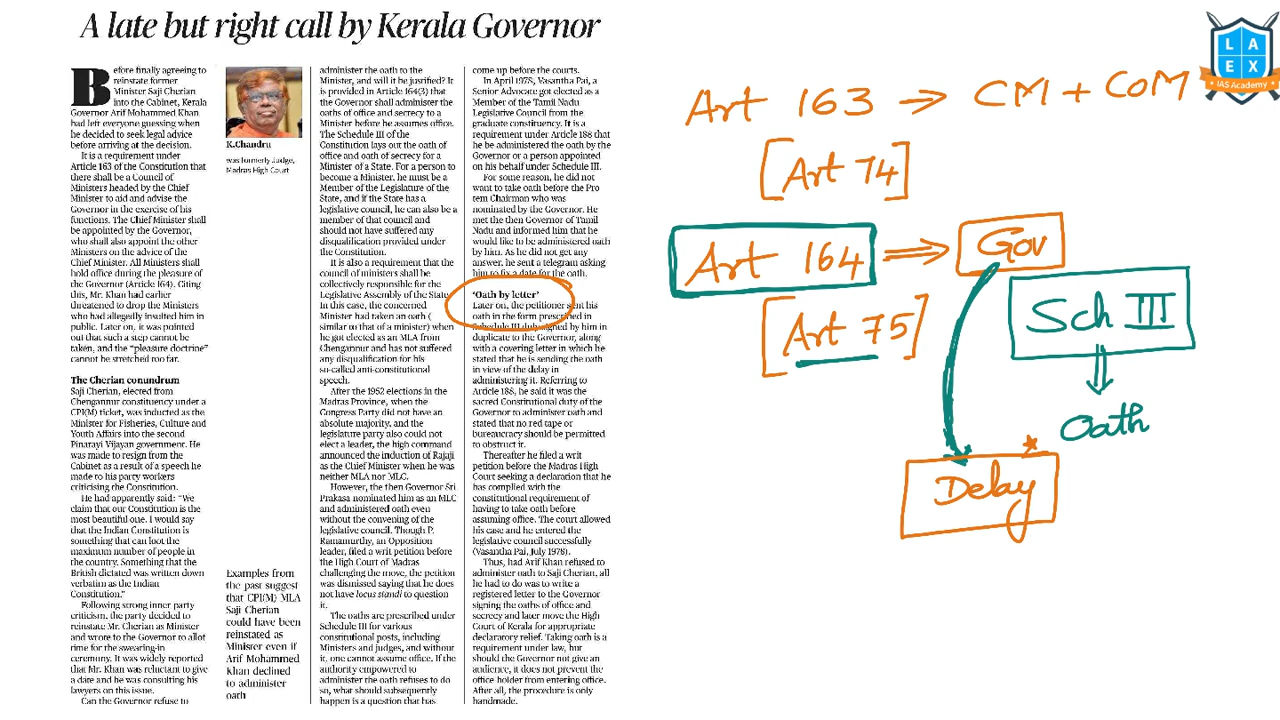 A late but right call by Kerala Governor
Before finally agreeing to
reinstate former
Minister Saji Cherian
into the Cabinet, Kerala
Governor Arif Mohammed Khan
had left everyone guessing when
he decided to seek legal advice
before arriving at the decision.
It is a requirement under
Article 163 of the Constitution that
there shall be a Council of
Ministers headed by the Chief
Minister to aid and advise the
Governor in the exercise of his
functions. The Chief Minister shall
be appointed by the Governor,
who shall also appoint the other
Ministers on the advice of the
Chief Minister. All Ministers shall
hold office during the pleasure of
the Governor (Article 164). Citing
this, Mr. Khan had earlier
threatened to drop the Ministers
who had allegedly insulted him in
public. Later on, it was pointed
out that such a step cannot be
taken, and the "pleasure doctrine"
cannot be stretched too far.
The Cherian conundrum
Saji Cherian, elected from
Chengannur constituency under a
CPI(M) ticket, was inducted as the
Minister for Fisheries, Culture and
Youth Affairs into the second
Pinarayi Vijayan government. He
was made to resign from the
Cabinet as a result of a speech he
made to his party workers
criticising the Constitution.
He had apparently said: "We
claim that our Constitution is the
most beautiful one. I would say
that the Indian Constitution is
something that can loot the
maximum number of people in
the country. Something that the
British dictated was written down
verbatim as the Indian
Constitution."
Following strong inner party
criticism, the party decided to
reinstate Mr. Cherian as Minister
and wrote to the Governor to allot
time for the swearing-in
ceremony. It was widely reported
that Mr. Khan was reluctant to give
a date and he was consulting his
lawyers on this issue.
Can the Governor refuse to
K.Chandru
was formerly Judge,
Madras High Court
Examples from
the past suggest
that CPI(M) MLA
Saji Cherian
could have been
reinstated as
Minister even if
Arif Mohammed
Khan declined
to administer
oath
administer the oath to the
Minister, and will it be jusified? It
is provided in Article 164(3) that
the Governor shall administer the
oaths of office and secrecy to a
Minister before he assumes office.
The Schedule III of the
Constitution lays out the oath of
office and oath of secrecy for a
Minister of a State. For a person to
become a Minister, he must be a
Member of the Legislature of the
State, and if the State has a
legislative council, he can also be a
member of that council and
should not have suffered any
disqualification provided under
the Constitution.
It is also a requirement that the
council of ministers shall be
collectively responsible for the
Legislative Assembly of the State.
In this case, the concerned
Minister had taken an oath (
similar to that of a minister) when
he got elected as an MLA from
Chengannur and has not suffered
any disqualification for his
so-called anti-constitutional
speech.
After the 1952 elections in the
Madras Province, when the
Congress Party did not have an
absolute majority, and the
legislature party also could not
elect a leader, the high command
announced the induction of Rajaji
as the Chief Minister when he was
neither MLA nor MLC.
However, the then Governor Sri
Prakasa nominated him as an MLC
and administered oath even
without the convening of the
legislative council. Though P.
Ramamurthy, an Opposition
leader, filed a writ petition before
the High Court of Madras
challenging the move, the petition
was dismissed saying that he does
not have locus standi to question
it.
The oaths are prescribed under
Schedule III for various
constitutional posts, including
Ministers and judges, and without
it, one cannot assume office. If the
authority empowered to
administer the oath refuses to do
so, what should subsequently
happen is a question that has
come up before the courts.
In April 1978, Vasantha Pai, a
Senior Advocate got elected as a
Member of the Tamil Nadu
Legislative Council from the
graduate constituency. It is a
requirement under Article 188 that
he be administered the oath by the
Governor or a person appointed
on his behalf under Schedule III.
For some reason, he did not
want to take oath before the Pro
tem Chairman who was
nominated by the Governor. He
met the then Governor of Tamil
Nadu and informed him that he
would like to be administered oath
by him. As he did not get any
answer, he sent a telegram asking
him to fix a date for the oath.
'Oath by letter'
Later on, the petitioner sent his
oath in the form prescribed in
Schedule III duly signed by him in
duplicate to the Governor, along
with a covering letter in which he
stated that he is sending the oath
in view of the delay in
administering it. Referring to
Article 188, he said it was the
sacred Constitutional duty of the
Governor to administer oath and
stated that no red tape or
bureaucracy should be permitted
to obstruct it.
Thereafter he filed a writ
petition before the Madras High
Court seeking a declaration that he
has complied with the
constitutional requirement of
having to take oath before
assuming office. The court allowed
his case and he entered the
legislative council successfully
(Vasantha Pai, July 1978).
Thus, had Arif Khan refused to
administer oath to Saji Cherian, all
he had to do was to write a
registered letter to the Governor
signing the oaths of office and
secrecy and later move the High
Court of Kerala for appropriate
declaratory relief. Taking oath is a
requirement under law, but
should the Governor not give an
audience, it does not prevent the
office holder from entering office.
After all, the procedure is only
handmade.
Art 163 → CM + CoM
[Art 74]
Art 164 ⇒ Gov
[Art 75]
Sch III
Oath
Delay
LAEX
IAS Academy